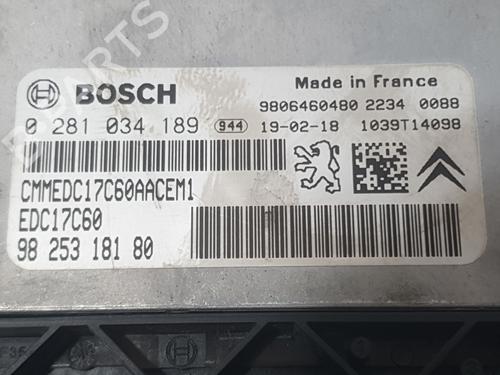 BOSCH
Made in France
9806460480 2234 0088
0 281 034 189 944 19-02-18 1039T14098
CMMEDC17C60AACEM1
EDC17C60
98 253 181 80